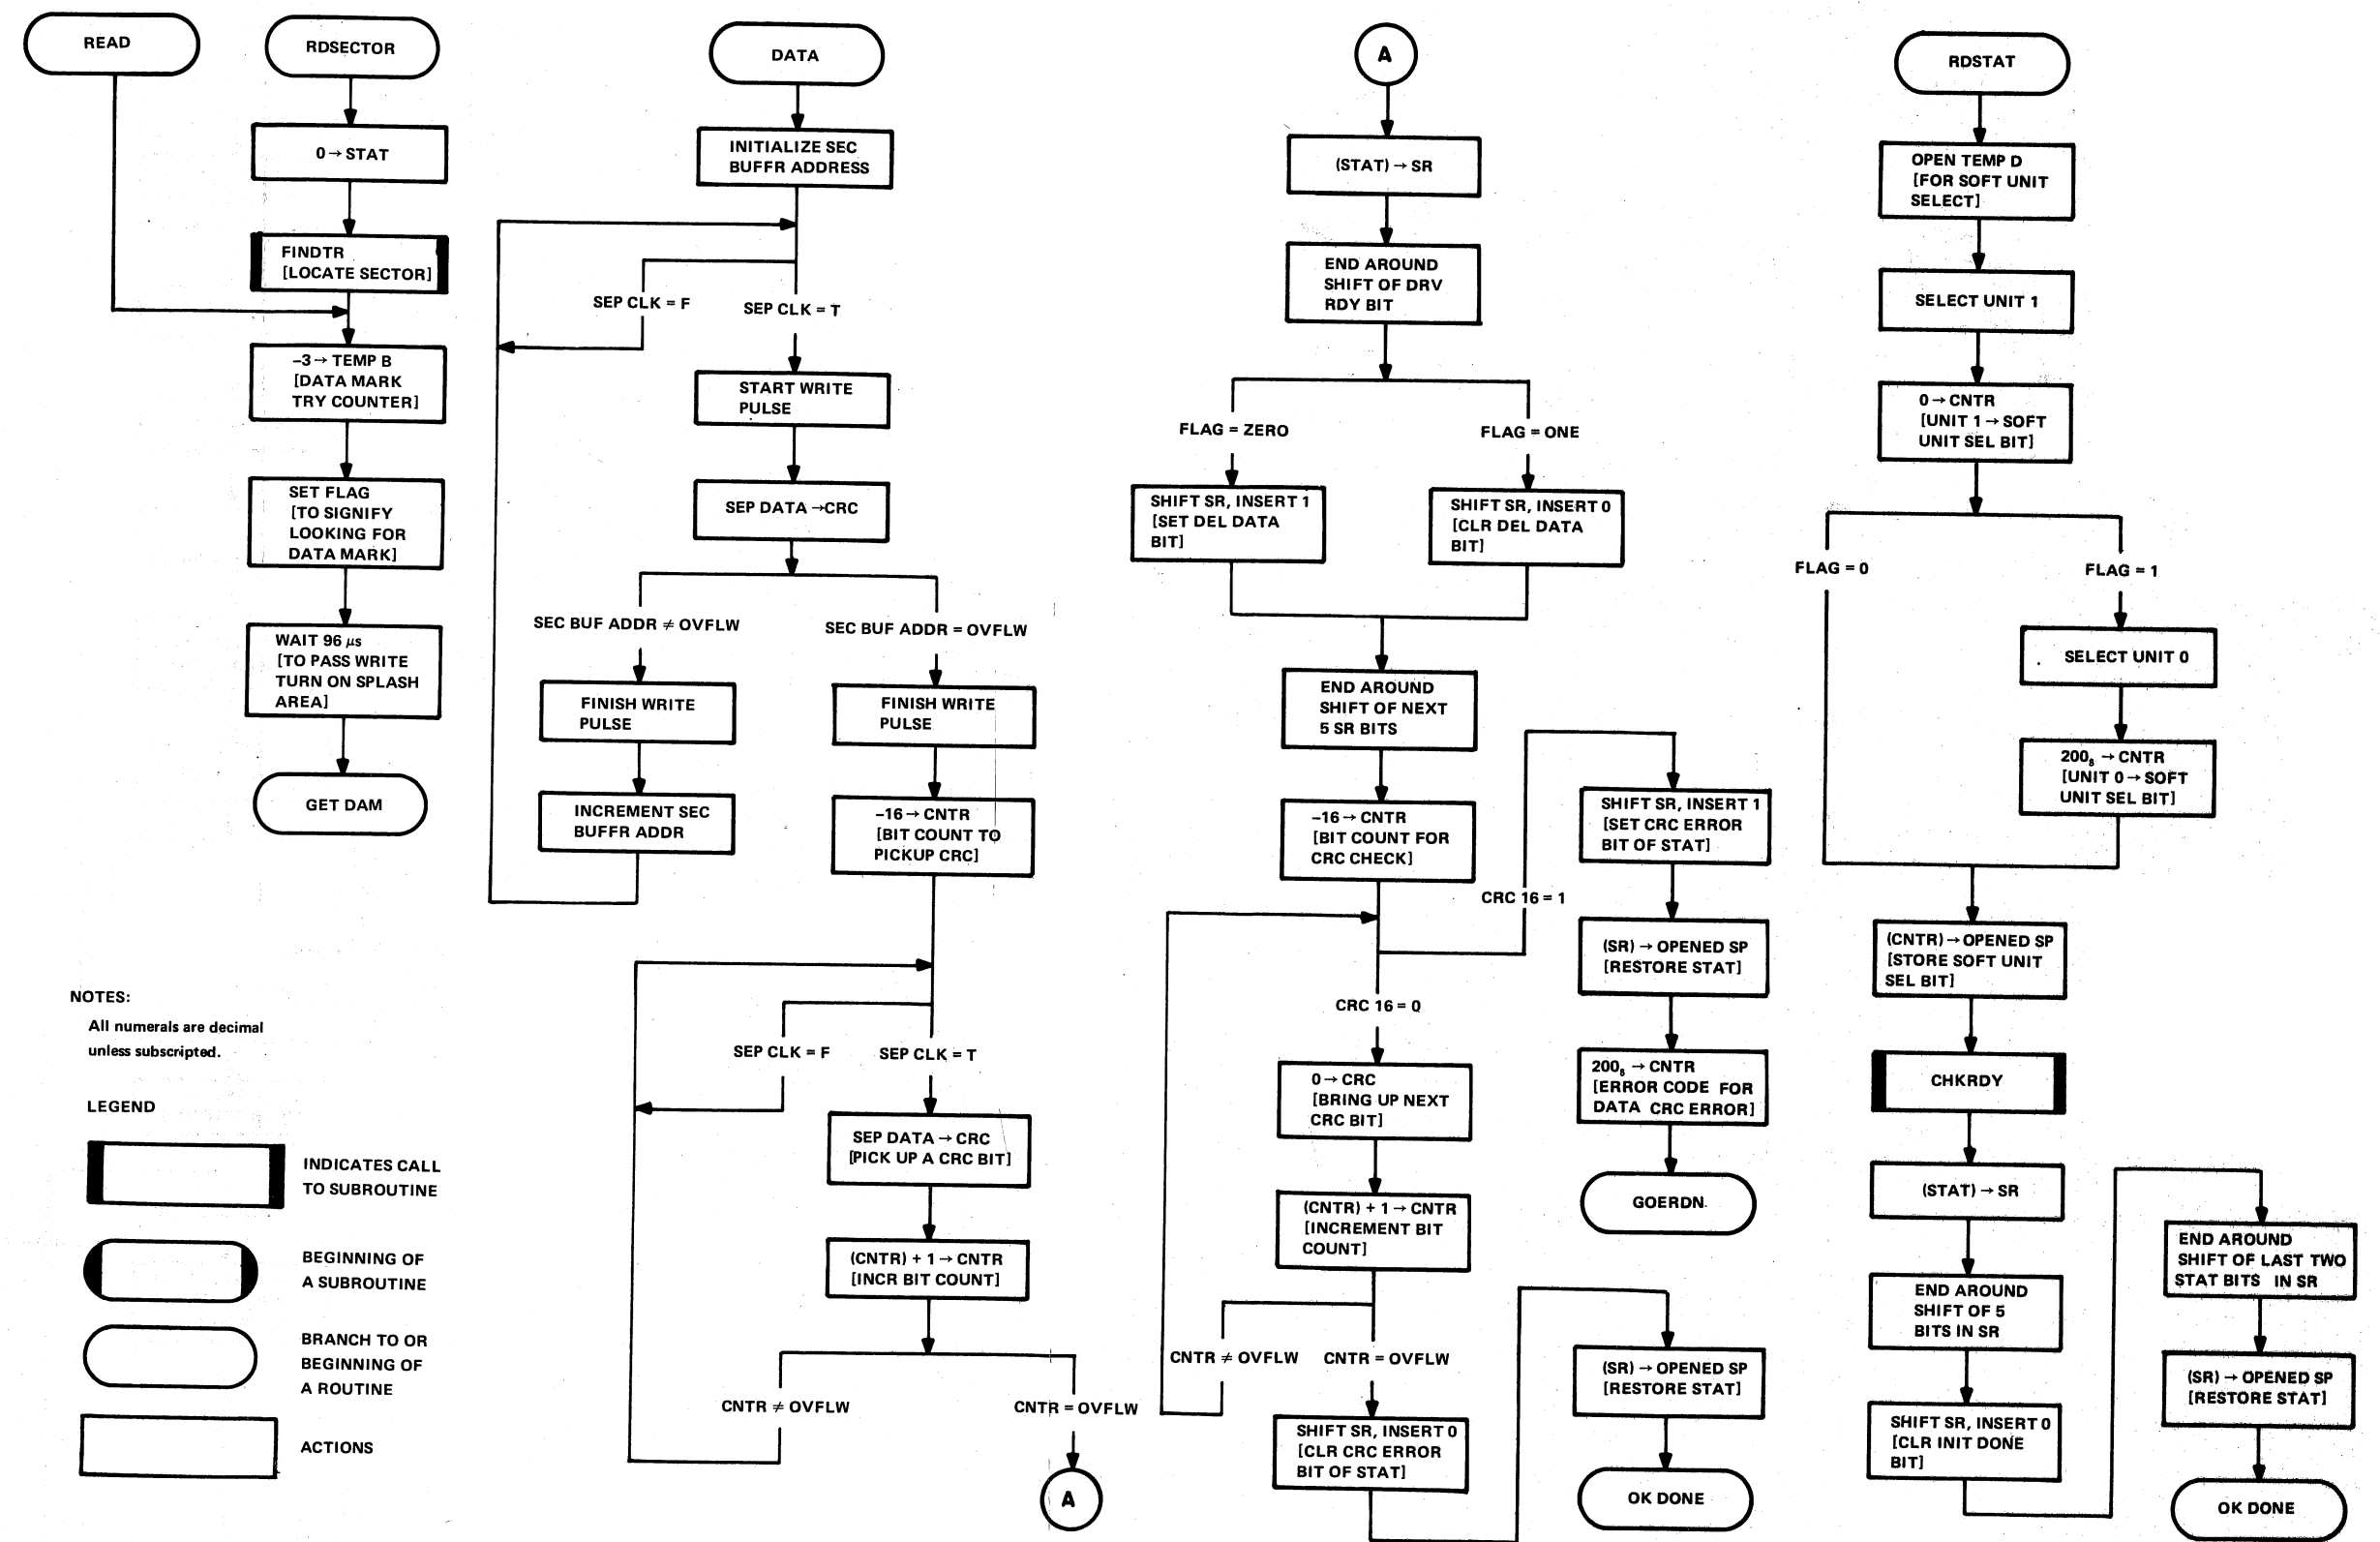 READ
RDSECTOR
0→STAT
FINDTR
[LOCATE SECTOR]
–3→ TEMP B
[DATA MARK
TRY COUNTER]
SET FLAG
[TO SIGNIFY
LOOKING FOR
DATA MARK]
WAIT 96 μs
[TO PASS WRITE
TURN ON SPLASH
AREA]
GET DAM
NOTES:
All numerals are decimal
unless subscripted.
LEGEND
INDICATES CALL
TO SUBROUTINE
BEGINNING OF
A SUBROUTINE
BRANCH TO OR
BEGINNING OF
A ROUTINE
ACTIONS
DATA
INITIALIZE SEC
BUFFR ADDRESS
SEP CLK = F
SEP CLK = T
START WRITE
PULSE
SEP DATA →CRC
SEC BUF ADDR ≠ OVFLW
SEC BUF ADDR = OVFLW
FINISH WRITE
PULSE
INCREMENT SEC
BUFFR ADDR
FINISH WRITE
PULSE
–16→ CNTR
[BIT COUNT TO
PICKUP CRC]
SEP CLK = F
SEP CLK = T
SEP DATA → CRC
[PICK UP A CRC BIT]
(CNTR) + 1→ CNTR
[INCR BIT COUNT]
CNTR ≠ OVFLW
CNTR = OVFLW
A
A
(STAT)→ SR
END AROUND
SHIFT OF DRV
RDY BIT
FLAG = ZERO
FLAG = ONE
SHIFT SR, INSERT 1
[SET DEL DATA
BIT]
SHIFT SR, INSERT 0
[CLR DEL DATA
BIT]
END AROUND
SHIFT OF NEXT
5 SR BITS
–16→ CNTR
[BIT COUNT FOR
CRC CHECK]
CRC 16 = 1
CRC 16 = 0
0→ CRC
[BRING UP NEXT
CRC BIT]
(CNTR) + 1→ CNTR
[INCREMENT BIT
COUNT]
CNTR ≠ OVFLW
CNTR = OVFLW
SHIFT SR, INSERT 0
[CLR CRC ERROR
BIT OF STAT]
SHIFT SR, INSERT 1
[SET CRC ERROR
BIT OF STAT]
(SR)→ OPENED SP
[RESTORE STAT]
200₈ → CNTR
[ERROR CODE FOR
DATA CRC ERROR]
GOERDN.
(SR)→ OPENED SP
[RESTORE STAT]
OK DONE
RDSTAT
OPEN TEMP D
[FOR SOFT UNIT
SELECT]
SELECT UNIT 1
0→CNTR
[UNIT 1→ SOFT
UNIT SEL BIT]
FLAG = 0
FLAG = 1
SELECT UNIT 0
200₈ → CNTR
[UNIT 0→ SOFT
UNIT SEL BIT]
(CNTR)→OPENED SP
[STORE SOFT UNIT
SEL BIT]
CHKRDY
(STAT)→ SR
END AROUND
SHIFT OF 5
BITS IN SR
SHIFT SR, INSERT 0
[CLR INIT DONE
BIT]
END AROUND
SHIFT OF LAST TWO
STAT BITS IN SR
(SR)→ OPENED SP
[RESTORE STAT]
OK DONE